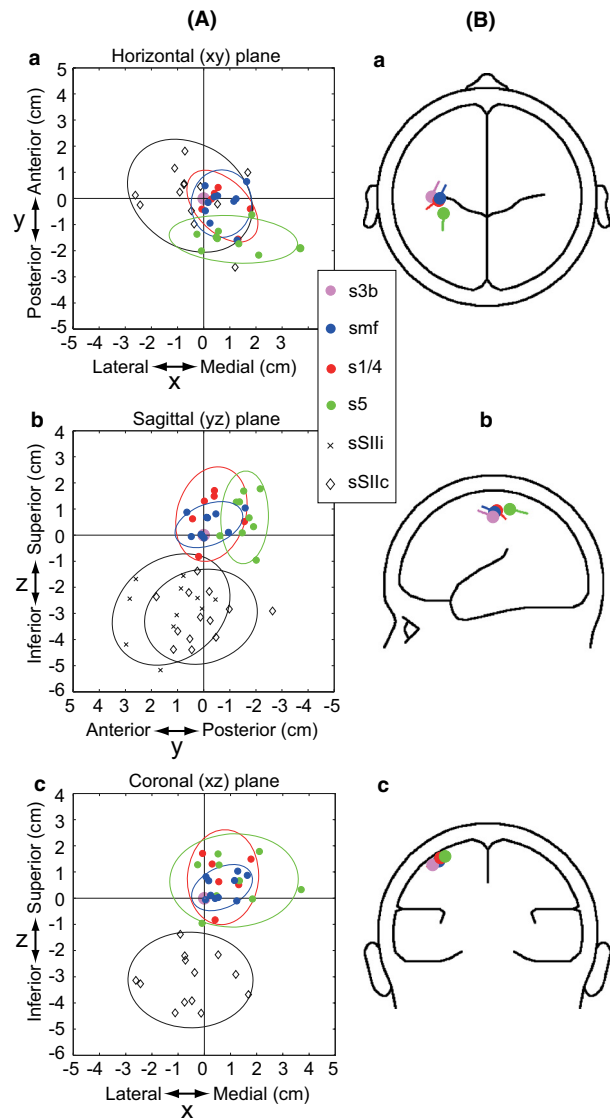 (A)
(B)
a
Horizontal (xy) plane
5
4
3
2
1
0
-1
-2
-3
-4
-5
Anterior (cm)
y
Posterior (cm)
-5 -4 -3 -2 -1 0 1 2 3
Lateral Medial (cm)
x
a
s3b
smf
s1/4
s5
sSIIi
sSIIc
b
Sagittal (yz) plane
4
3
2
1
0
-1
-2
-3
-4
-5
-6
Superior (cm)
z
Inferior
5 4 3 2 1 0 -1 -2 -3 -4 -5
Anterior Posterior (cm)
y
b
c
Coronal (xz) plane
4
3
2
1
0
-1
-2
-3
-4
-5
-6
Superior (cm)
z
Inferior
-5 -4 -3 -2 -1 0 1 2 3 4 5
Lateral Medial (cm)
x
c